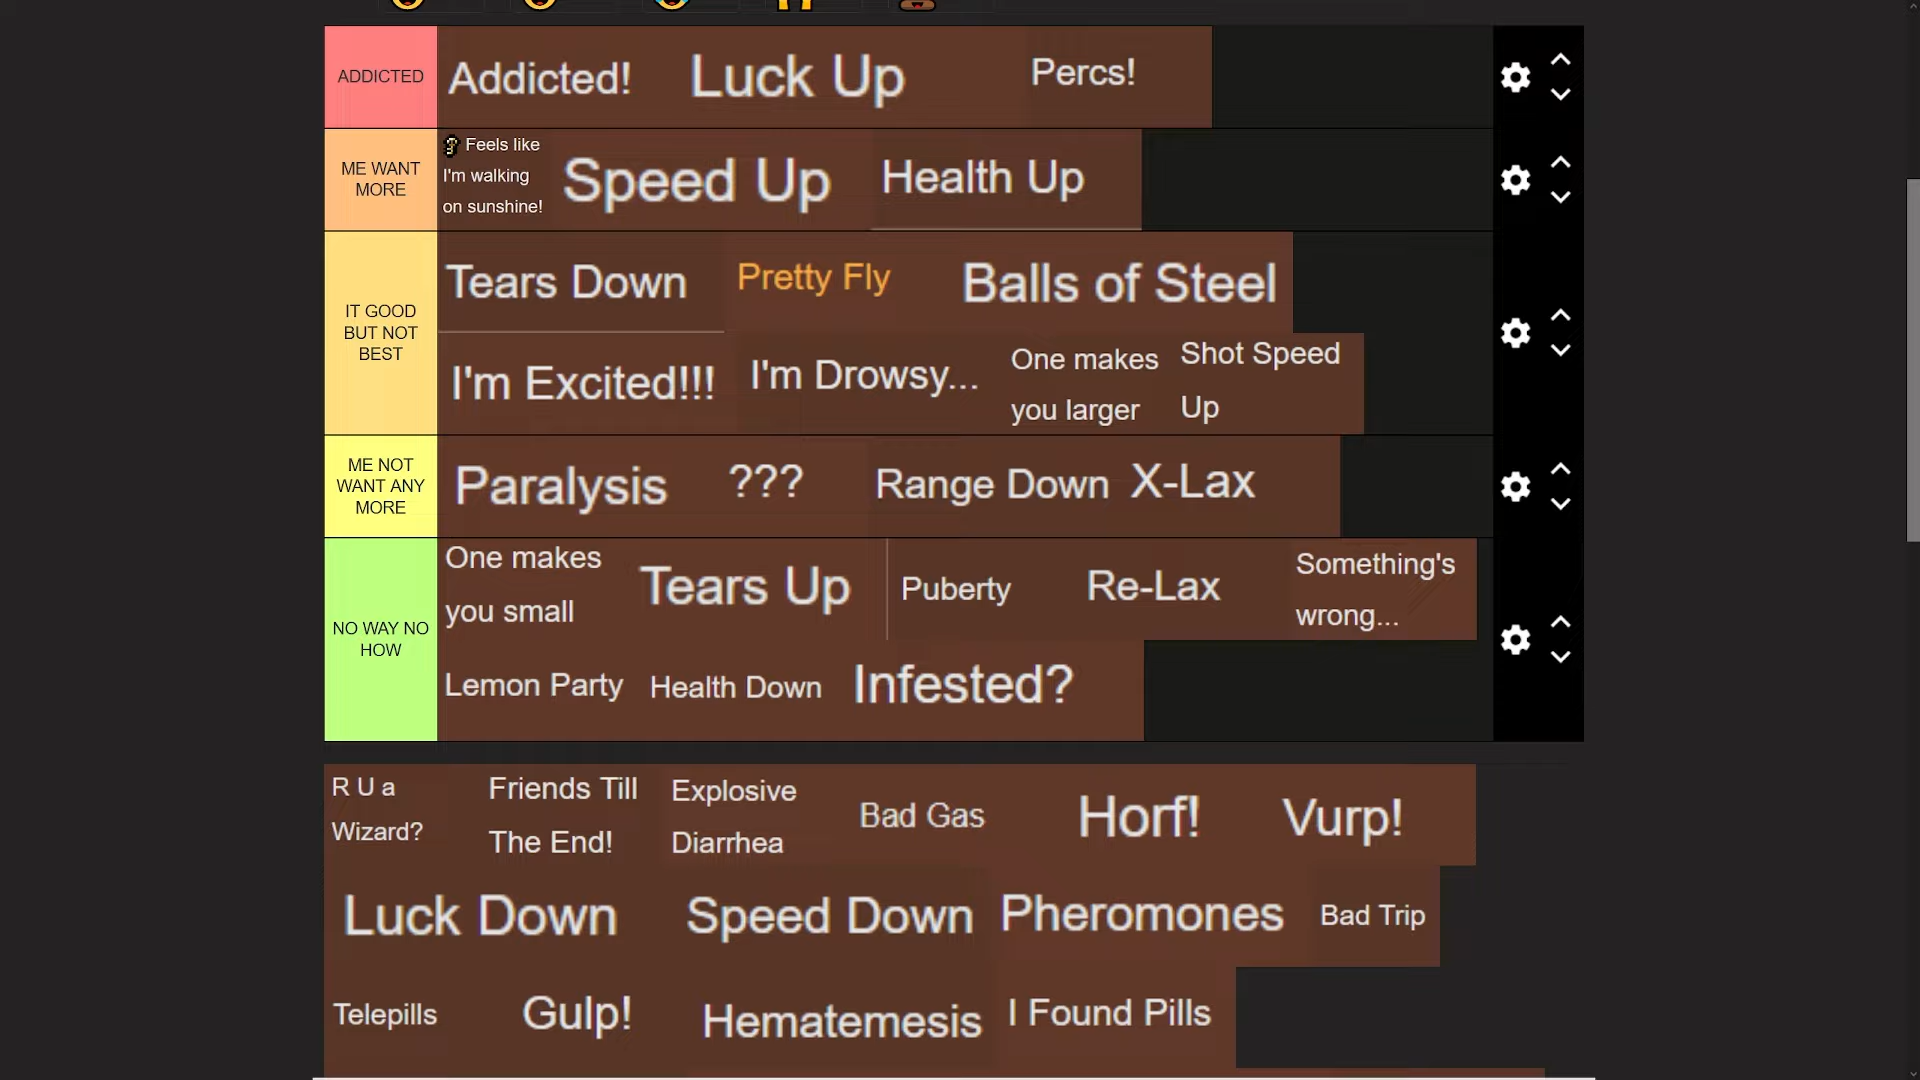 ADDICTED
Addicted!
Luck Up
Percs!
ME WANT
MORE
Feels like
I'm walking
on sunshine!
Speed Up
Health Up
IT GOOD
BUT NOT
BEST
Tears Down
Pretty Fly
Balls of Steel
I'm Excited!!!
I'm Drowsy...
One makes
you larger
Shot Speed
Up
ME NOT
WANT ANY
MORE
Paralysis
???
Range Down
X-Lax
NO WAY NO
HOW
One makes
you small
Tears Up
Puberty
Re-Lax
Something's
wrong...
Lemon Party
Health Down
Infested?
R U a
Wizard?
Friends Till
The End!
Explosive
Diarrhea
Bad Gas
Horf!
Vurp!
Luck Down
Speed Down
Pheromones
Bad Trip
Telepills
Gulp!
Hematemesis
I Found Pills